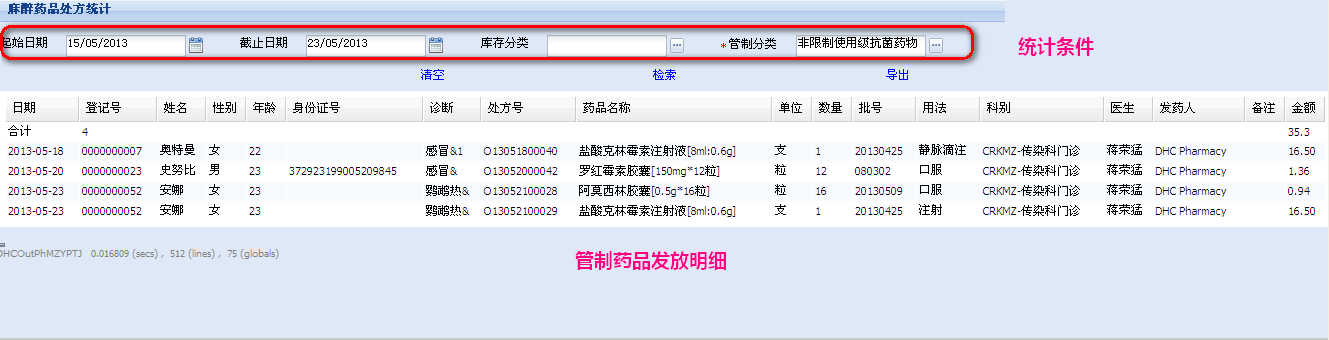 麻醉药品处方统计
起始日期 15/05/2013 截止日期 23/05/2013 库存分类 *管制分类 非限制使用级抗菌药物 统计条件
清空 检索 导出
日期 登记号 姓名 性别 年龄 身份证号 诊断 处方号 药品名称 单位 数量 批号 用法 科别 医生 发药人 备注 金额
合计 4 35.3
2013-05-18 0000000007 奥特曼 女 22 感冒&1 O13051800040 盐酸克林霉素注射液[8ml:0.6g] 支 1 20130425 静脉滴注 CRKMZ-传染科门诊 蒋荣猛 DHC Pharmacy 16.50
2013-05-20 0000000023 史努比 男 23 372923199005209845 感冒& O13052000042 罗红霉素胶囊[150mg*12粒] 粒 12 080302 口服 CRKMZ-传染科门诊 蒋荣猛 DHC Pharmacy 1.36
2013-05-23 0000000052 安娜 女 23 鹦鹉热& O13052100028 阿莫西林胶囊[0.5g*16粒] 粒 16 20130509 口服 CRKMZ-传染科门诊 蒋荣猛 DHC Pharmacy 0.94
2013-05-23 0000000052 安娜 女 23 鹦鹉热& O13052100029 盐酸克林霉素注射液[8ml:0.6g] 支 1 20130425 注射 CRKMZ-传染科门诊 蒋荣猛 DHC Pharmacy 16.50
DHCOutPhMZYPTJ 0.016809 (secs) , 512 (lines) , 75 (globals)
管制药品发放明细